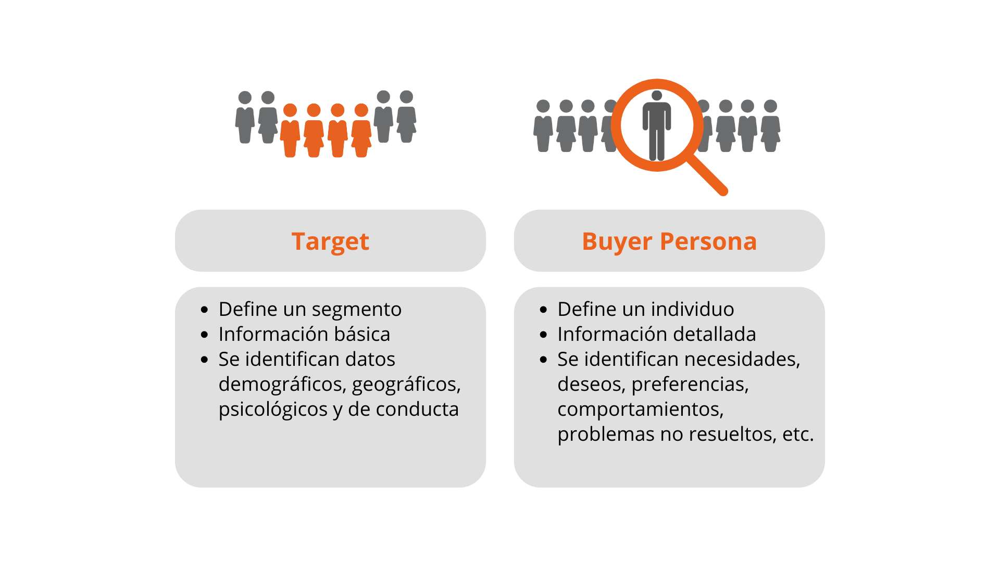 Target
Buyer Persona
• Define un segmento
• Información básica
• Se identifican datos
demográficos, geográficos,
psicológicos y de conducta
• Define un individuo
• Información detallada
• Se identifican necesidades,
deseos, preferencias,
comportamientos,
problemas no resueltos, etc.